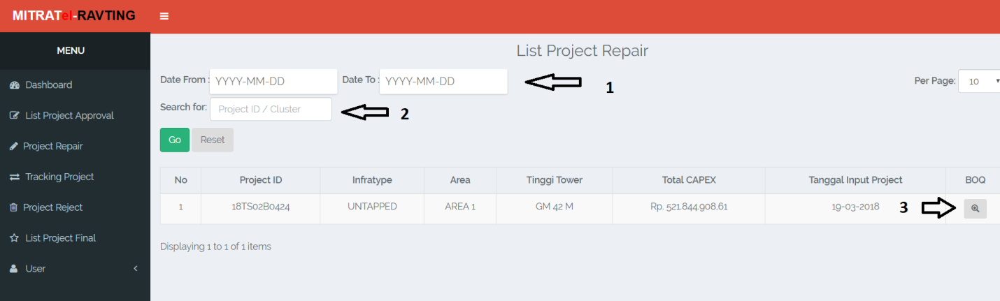 MITRATel-RAVTING
MENU
Dashboard
List Project Approval
Project Repair
Tracking Project
Project Reject
List Project Final
User
List Project Repair
Date From : YYYY-MM-DD Date To : YYYY-MM-DD 1 Per Page: 10
Search for: Project ID / Cluster 2
Go Reset
No Project ID Infratype Area Tinggi Tower Total CAPEX Tanggal Input Project BOQ
1 18TS02B0424 UNTAPPED AREA 1 GM 42 M Rp. 521.844.908,61 19-03-2018 3
Displaying 1 to 1 of 1 items